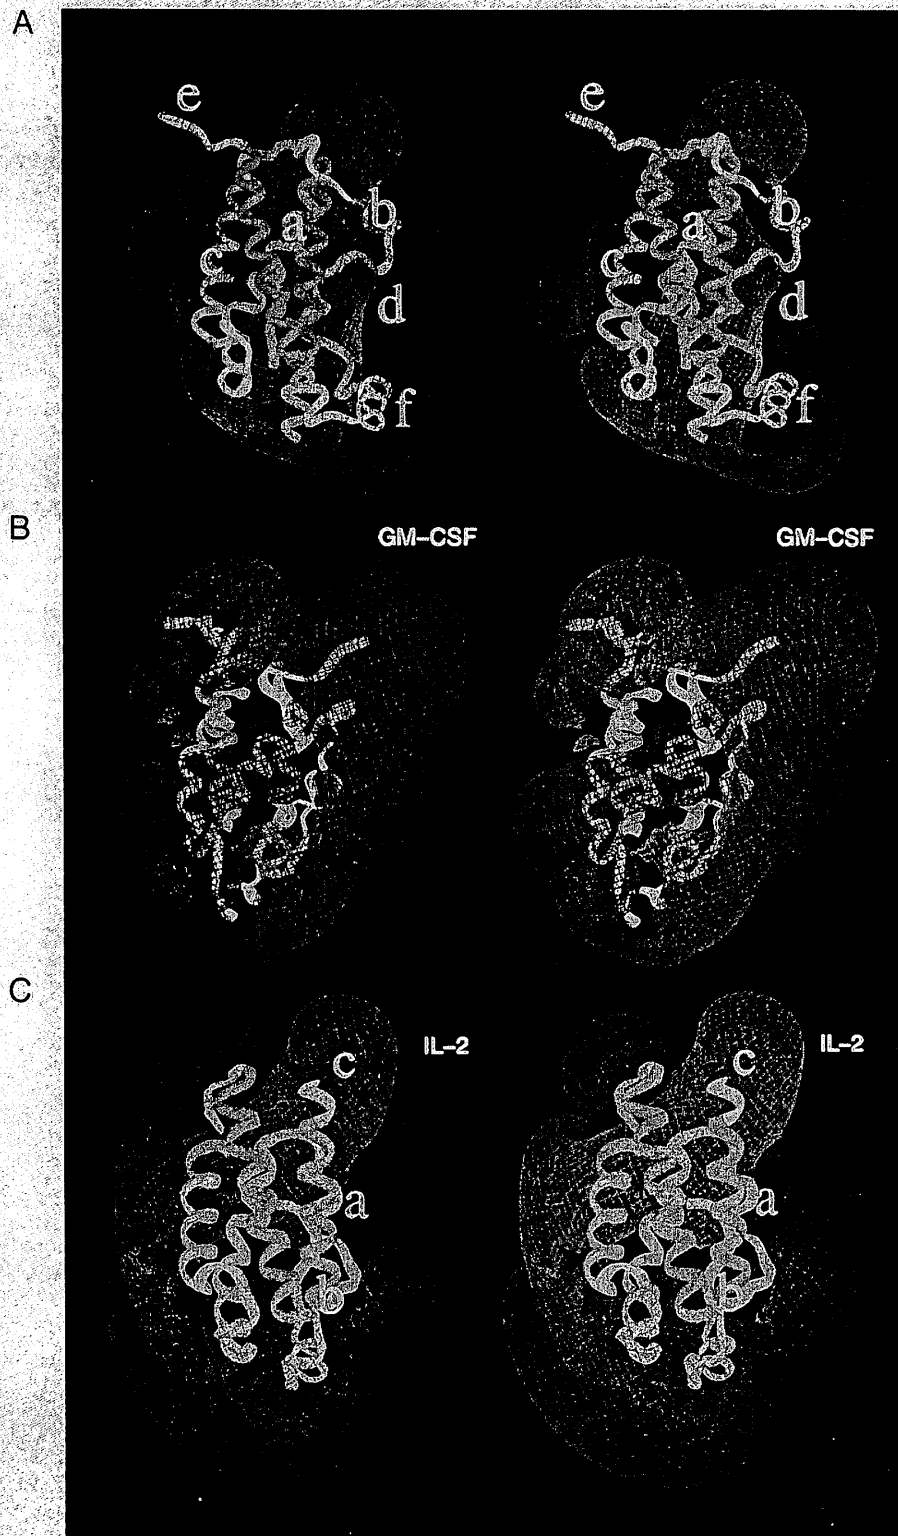 A
e e
b b
a a
c c
d d
f f
B
GM–CSF GM–CSF
C
IL–2 IL–2
c c
a a
b